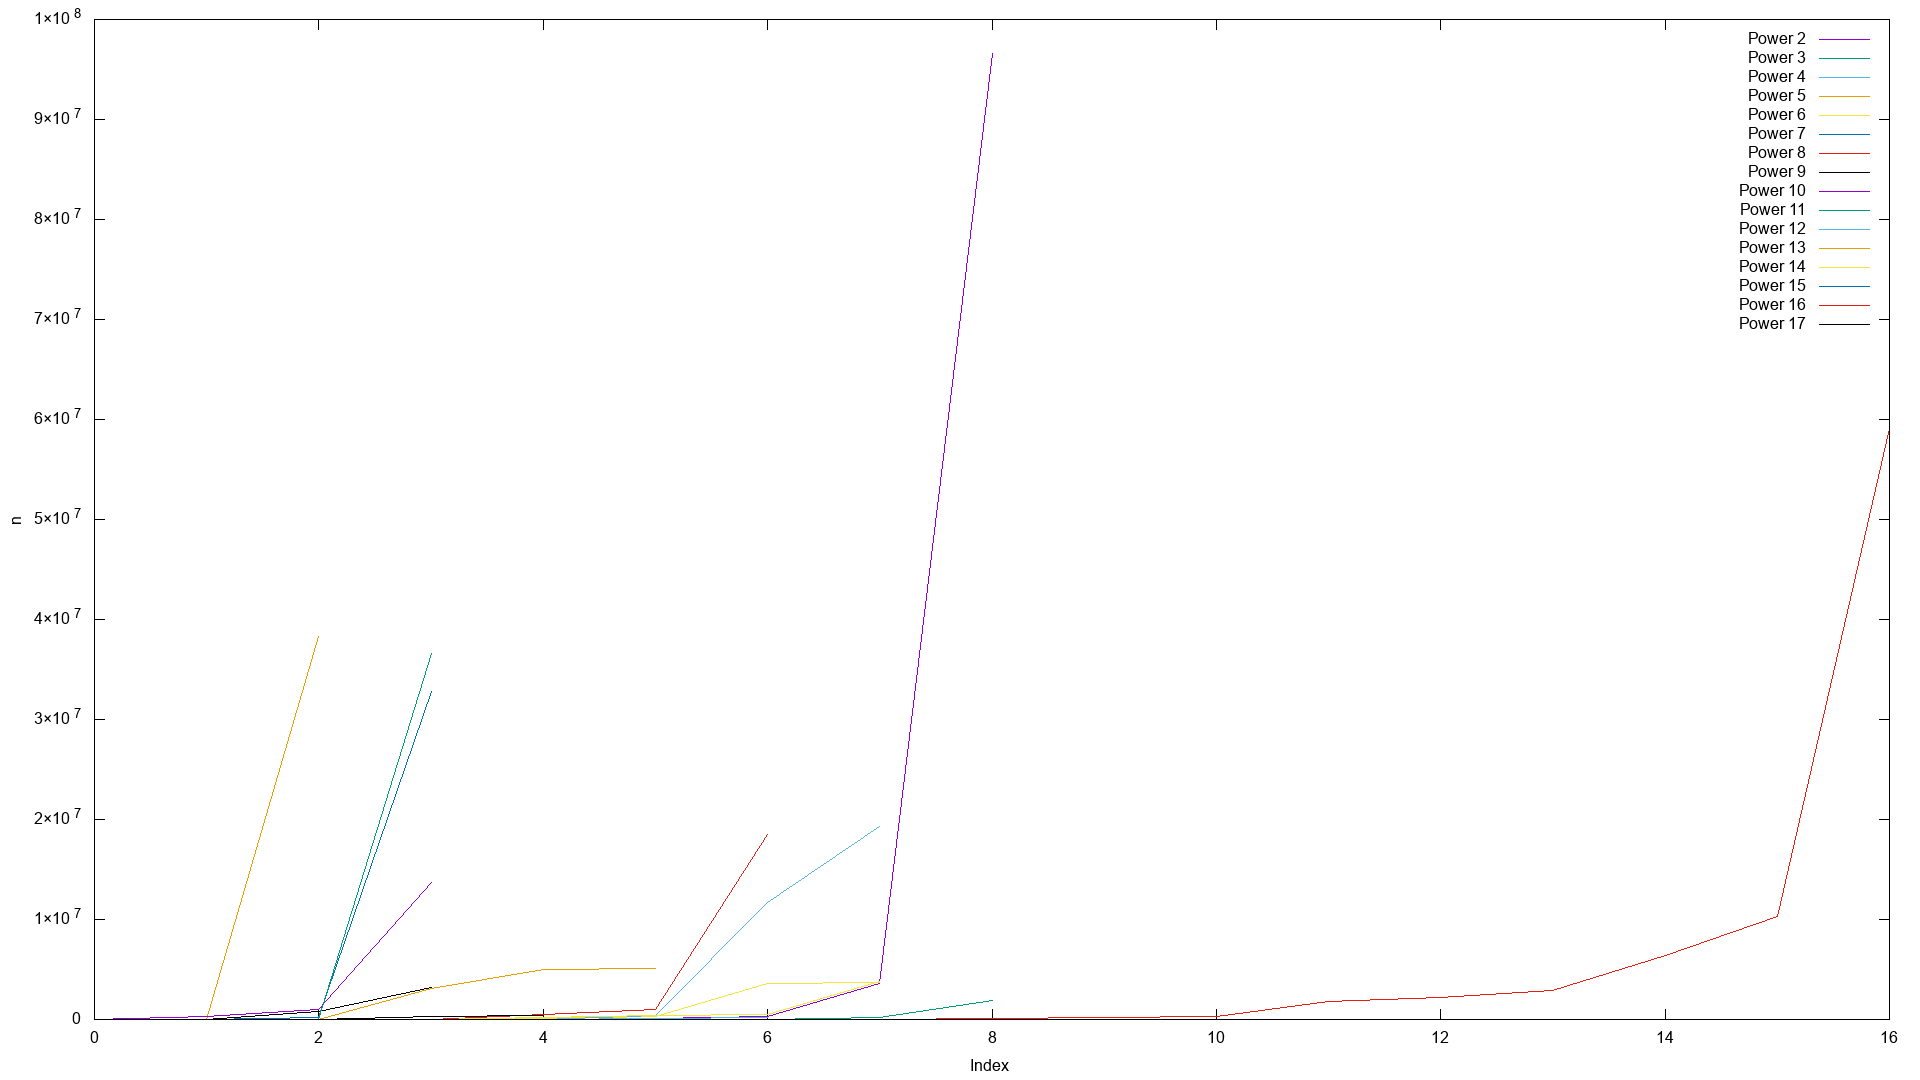 1×10^8
9×10^7
8×10^7
7×10^7
6×10^7
5×10^7
4×10^7
3×10^7
2×10^7
1×10^7
0
n
0 2 4 6 8 10 12 14 16
Index
Power 2
Power 3
Power 4
Power 5
Power 6
Power 7
Power 8
Power 9
Power 10
Power 11
Power 12
Power 13
Power 14
Power 15
Power 16
Power 17